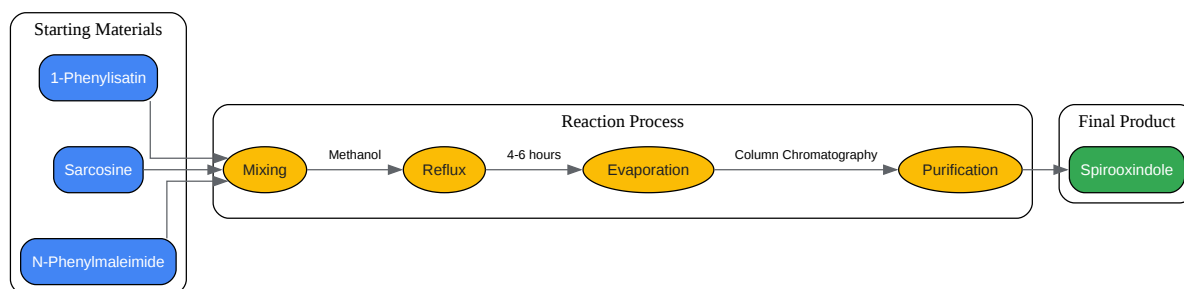 Starting Materials
1-Phenylisatin
Sarcosine
N-Phenylmaleimide
Reaction Process
Mixing
Methanol
Reflux
4-6 hours
Evaporation
Column Chromatography
Purification
Final Product
Spirooxindole